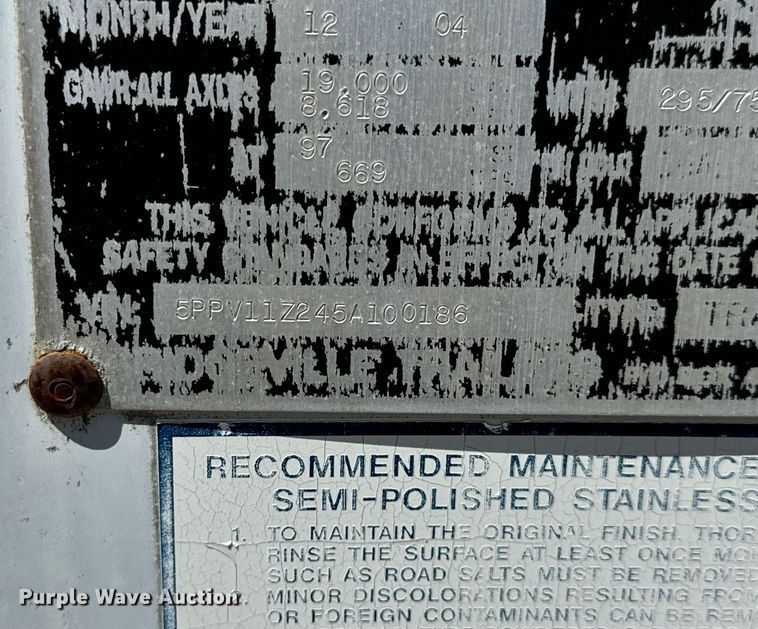 MONTH/YEAR 12 04
GAWR:ALL AXLES 19,000
8,618
97
669
295/75
THIS VEHICLE CONFORMS TO ALL APPLICA
SAFETY STANDARDS IN EFFECT ON THE DATE
5PPV11Z245A100186
TRAILERS
RECOMMENDED MAINTENANCE
SEMI-POLISHED STAINLESS
1. TO MAINTAIN THE ORIGINAL FINISH, THOR
RINSE THE SURFACE AT LEAST ONCE MO
SUCH AS ROAD SALTS MUST BE REMOVED
MINOR DISCOLORATIONS RESULTING FROM
OR FOREIGN CONTAMINANTS CAN BE REM
Purple Wave Auction